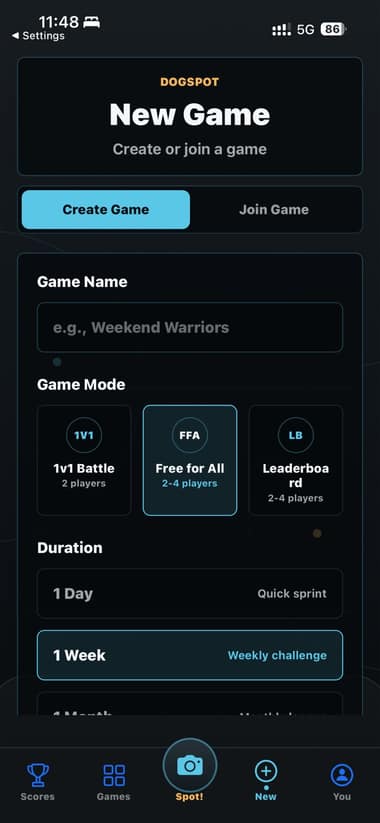 11:48
5G 86
Settings
DOGSPOT
New Game
Create or join a game
Create Game
Join Game
Game Name
e.g., Weekend Warriors
Game Mode
1V1
FFA
LB
1v1 Battle
2 players
Free for All
2-4 players
Leaderboa
rd
2-4 players
Duration
1 Day
Quick sprint
1 Week
Weekly challenge
1 Month
Scores
Games
Spot!
New
You